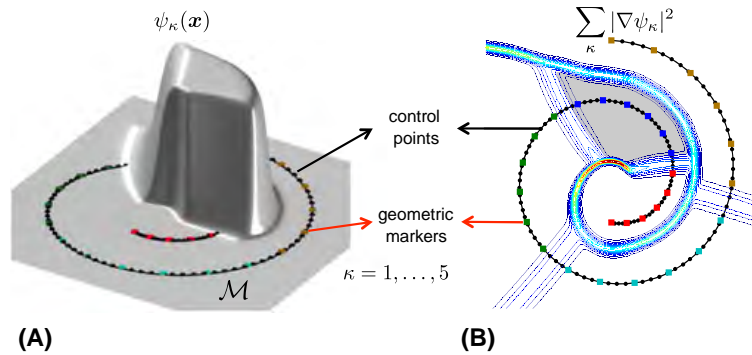 ψκ(x)
∑κ |∇ψκ|²
control
points
geometric
markers
κ = 1, . . . , 5
ℳ
(A)
(B)